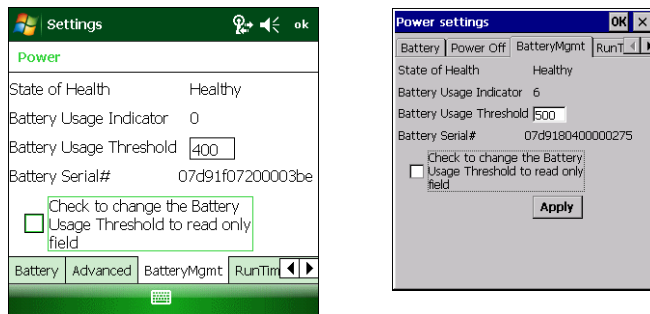 Settings
ok
Power
State of Health Healthy
Battery Usage Indicator 0
Battery Usage Threshold 400
Battery Serial# 07d91f07200003be
Check to change the Battery
Usage Threshold to read only
field
Battery Advanced BatteryMgmt RunTim
Power settings OK ×
Battery Power Off BatteryMgmt RunT
State of Health Healthy
Battery Usage Indicator 6
Battery Usage Threshold 500
Battery Serial# 07d9180400000275
Check to change the Battery
Usage Threshold to read only
field
Apply